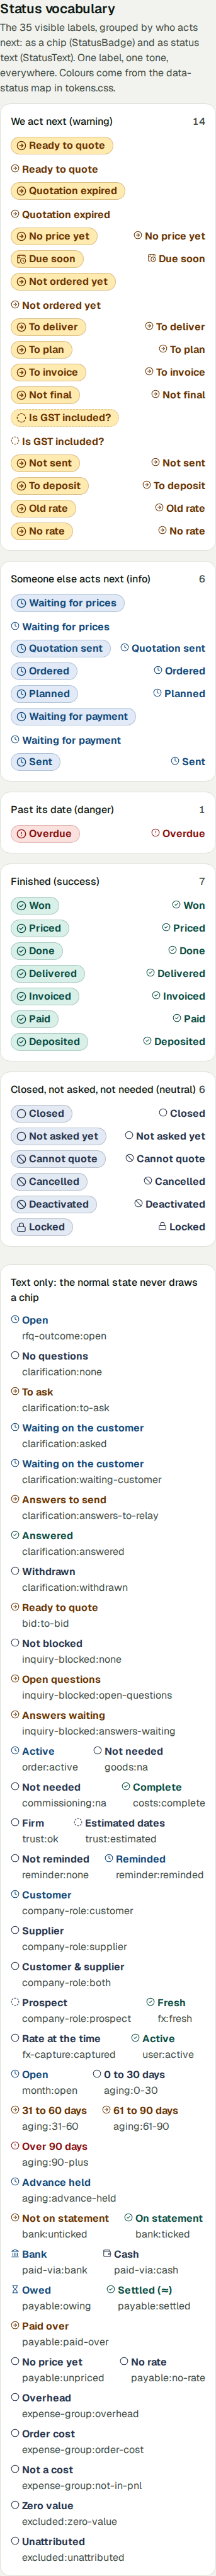 Status vocabulary
The 35 visible labels, grouped by who acts
next: as a chip (StatusBadge) and as status
text (StatusText). One label, one tone,
everywhere. Colours come from the data-
status map in tokens.css.
We act next (warning) 14
Ready to quote
Ready to quote
Quotation expired
Quotation expired
No price yet No price yet
Due soon Due soon
Not ordered yet
Not ordered yet
To deliver To deliver
To plan To plan
To invoice To invoice
Not final Not final
Is GST included?
Is GST included?
Not sent Not sent
To deposit To deposit
Old rate Old rate
No rate No rate
Someone else acts next (info) 6
Waiting for prices
Waiting for prices
Quotation sent Quotation sent
Ordered Ordered
Planned Planned
Waiting for payment
Waiting for payment
Sent Sent
Past its date (danger) 1
Overdue Overdue
Finished (success) 7
Won Won
Priced Priced
Done Done
Delivered Delivered
Invoiced Invoiced
Paid Paid
Deposited Deposited
Closed, not asked, not needed (neutral) 6
Closed Closed
Not asked yet Not asked yet
Cannot quote Cannot quote
Cancelled Cancelled
Deactivated Deactivated
Locked Locked
Text only: the normal state never draws
a chip
Open
rfq-outcome:open
No questions
clarification:none
To ask
clarification:to-ask
Waiting on the customer
clarification:asked
Waiting on the customer
clarification:waiting-customer
Answers to send
clarification:answers-to-relay
Answered
clarification:answered
Withdrawn
clarification:withdrawn
Ready to quote
bid:to-bid
Not blocked
inquiry-blocked:none
Open questions
inquiry-blocked:open-questions
Answers waiting
inquiry-blocked:answers-waiting
Active Not needed
order:active goods:na
Not needed Complete
commissioning:na costs:complete
Firm Estimated dates
trust:ok trust:estimated
Not reminded Reminded
reminder:none reminder:reminded
Customer
company-role:customer
Supplier
company-role:supplier
Customer & supplier
company-role:both
Prospect Fresh
company-role:prospect fx:fresh
Rate at the time Active
fx-capture:captured user:active
Open 0 to 30 days
month:open aging:0-30
31 to 60 days 61 to 90 days
aging:31-60 aging:61-90
Over 90 days
aging:90-plus
Advance held
aging:advance-held
Not on statement On statement
bank:unticked bank:ticked
Bank Cash
paid-via:bank paid-via:cash
Owed Settled (≈)
payable:owing payable:settled
Paid over
payable:paid-over
No price yet No rate
payable:unpriced payable:no-rate
Overhead
expense-group:overhead
Order cost
expense-group:order-cost
Not a cost
expense-group:not-in-pnl
Zero value
excluded:zero-value
Unattributed
excluded:unattributed